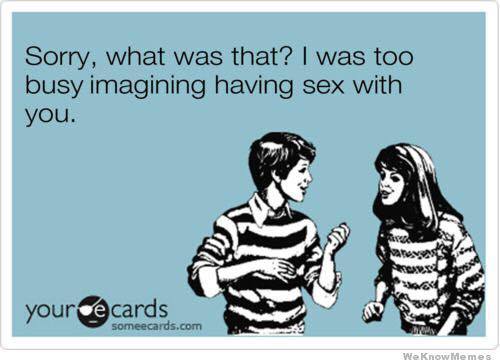 Sorry, what was that? I was too
busy imagining having sex with
you.
your e cards
someecards.com
WeKnowMemes